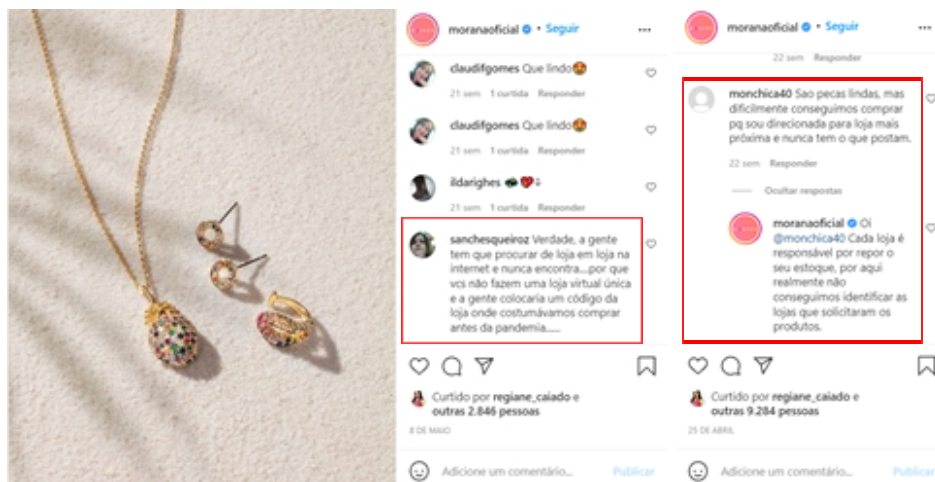 moranaoficial • Seguir
claudifgomes Que lindo😍
21 sem 1 curtida Responder
claudifgomes Que lindo😍
21 sem 1 curtida Responder
ildarighes
21 sem 1 curtida Responder
sanchesqueiroz Verdade, a gente
tem que procurar de loja em loja na
internet e nunca encontra....por que
vcs não fazem uma loja virtual única
e a gente colocaria um código da
loja onde costumávamos comprar
antes da pandemia......
Curtido por regiane_caiado e
outras 2.846 pessoas
8 DE MAIO
Adicione um comentário... Publicar
moranaoficial • Seguir
22 sem Responder
monchica40 Sao pecas lindas, mas
dificilmente conseguimos comprar
pq sou direcionada para loja mais
próxima e nunca tem o que postam.
22 sem Responder
Ocultar respostas
moranaoficial Oi
@monchica40 Cada loja é
responsável por repor o
seu estoque, por aqui
realmente não
conseguimos identificar as
lojas que solicitaram os
produtos.
Curtido por regiane_caiado e
outras 9.284 pessoas
25 DE ABRIL
Adicione um comentário... Publicar